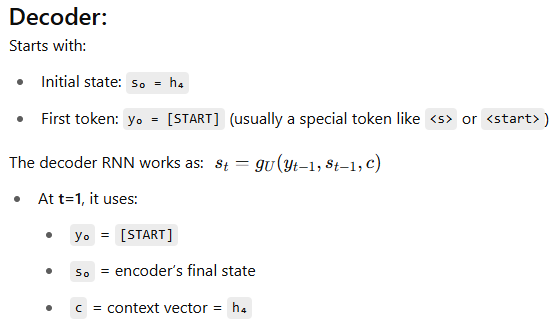 Decoder:
Starts with:
• Initial state: s₀ = h₄
• First token: y₀ = [START] (usually a special token like <s> or <start>)
The decoder RNN works as: sₜ = g_U(yₜ₋₁, sₜ₋₁, c)
• At t=1, it uses:
• y₀ = [START]
• s₀ = encoder’s final state
• c = context vector = h₄